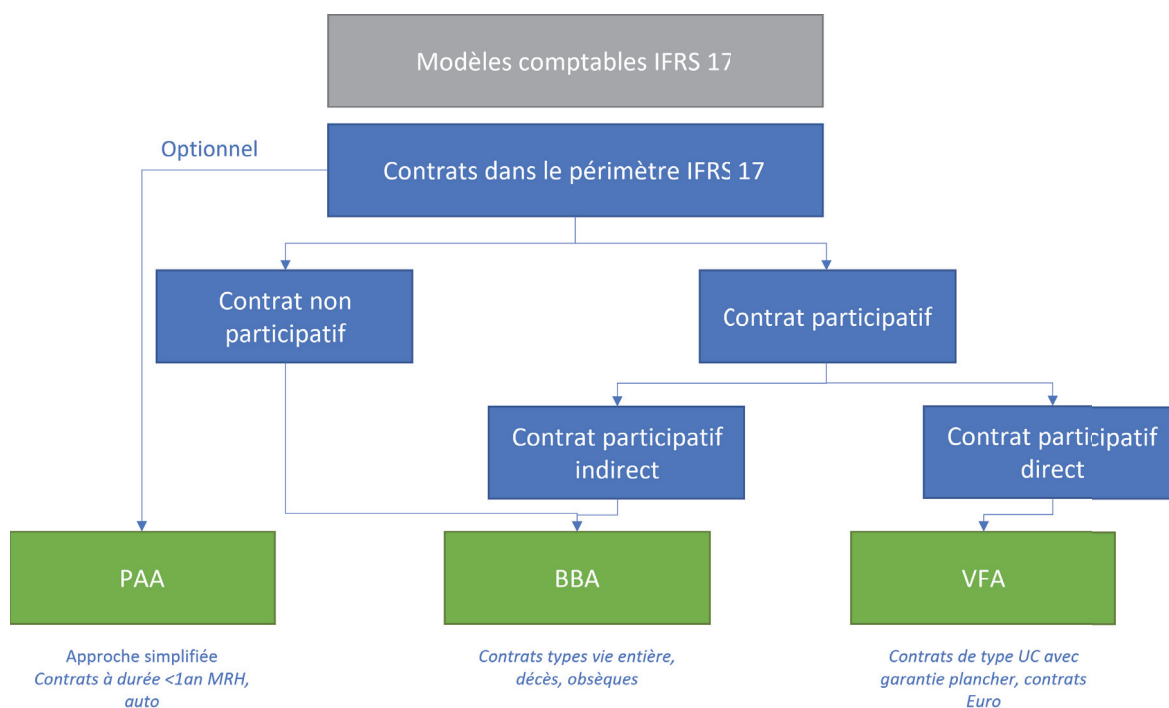 Modèles comptables IFRS 17
Optionnel
Contrats dans le périmètre IFRS 17
Contrat non
participatif
Contrat participatif
Contrat participatif
indirect
Contrat participatif
direct
PAA
BBA
VFA
Approche simplifiée
Contrats à durée <1an MRH,
auto
Contrats types vie entière,
décès, obsèques
Contrats de type UC avec
garantie plancher, contrats
Euro